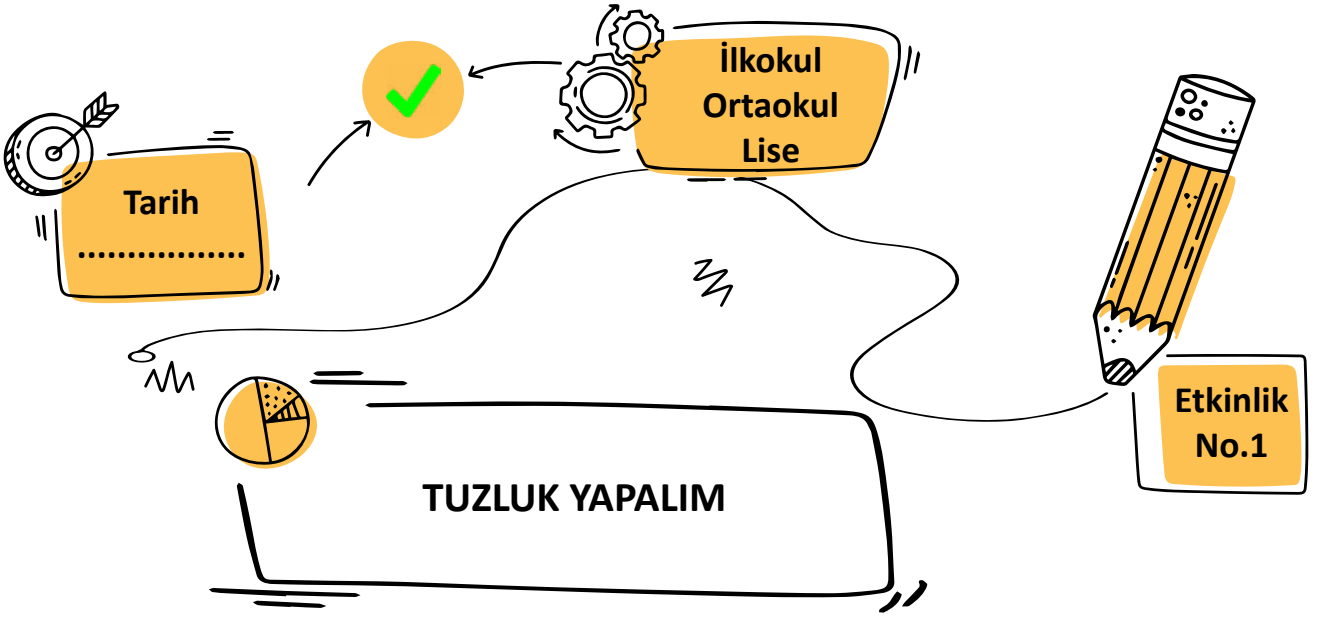 İlkokul
Ortaokul
Lise
Tarih
.................
Etkinlik
No.1
TUZLUK YAPALIM